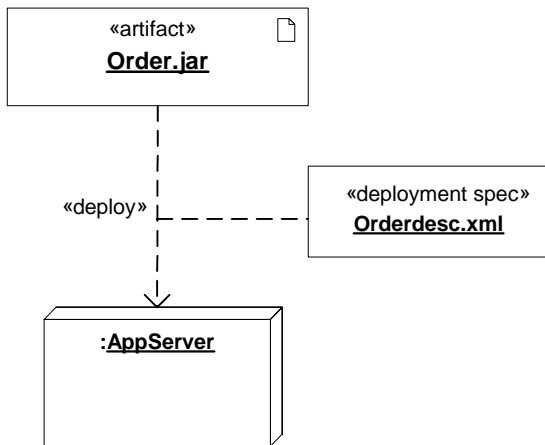 «artifact»
Order.jar
«deploy»
«deployment spec»
Orderdesc.xml
:AppServer